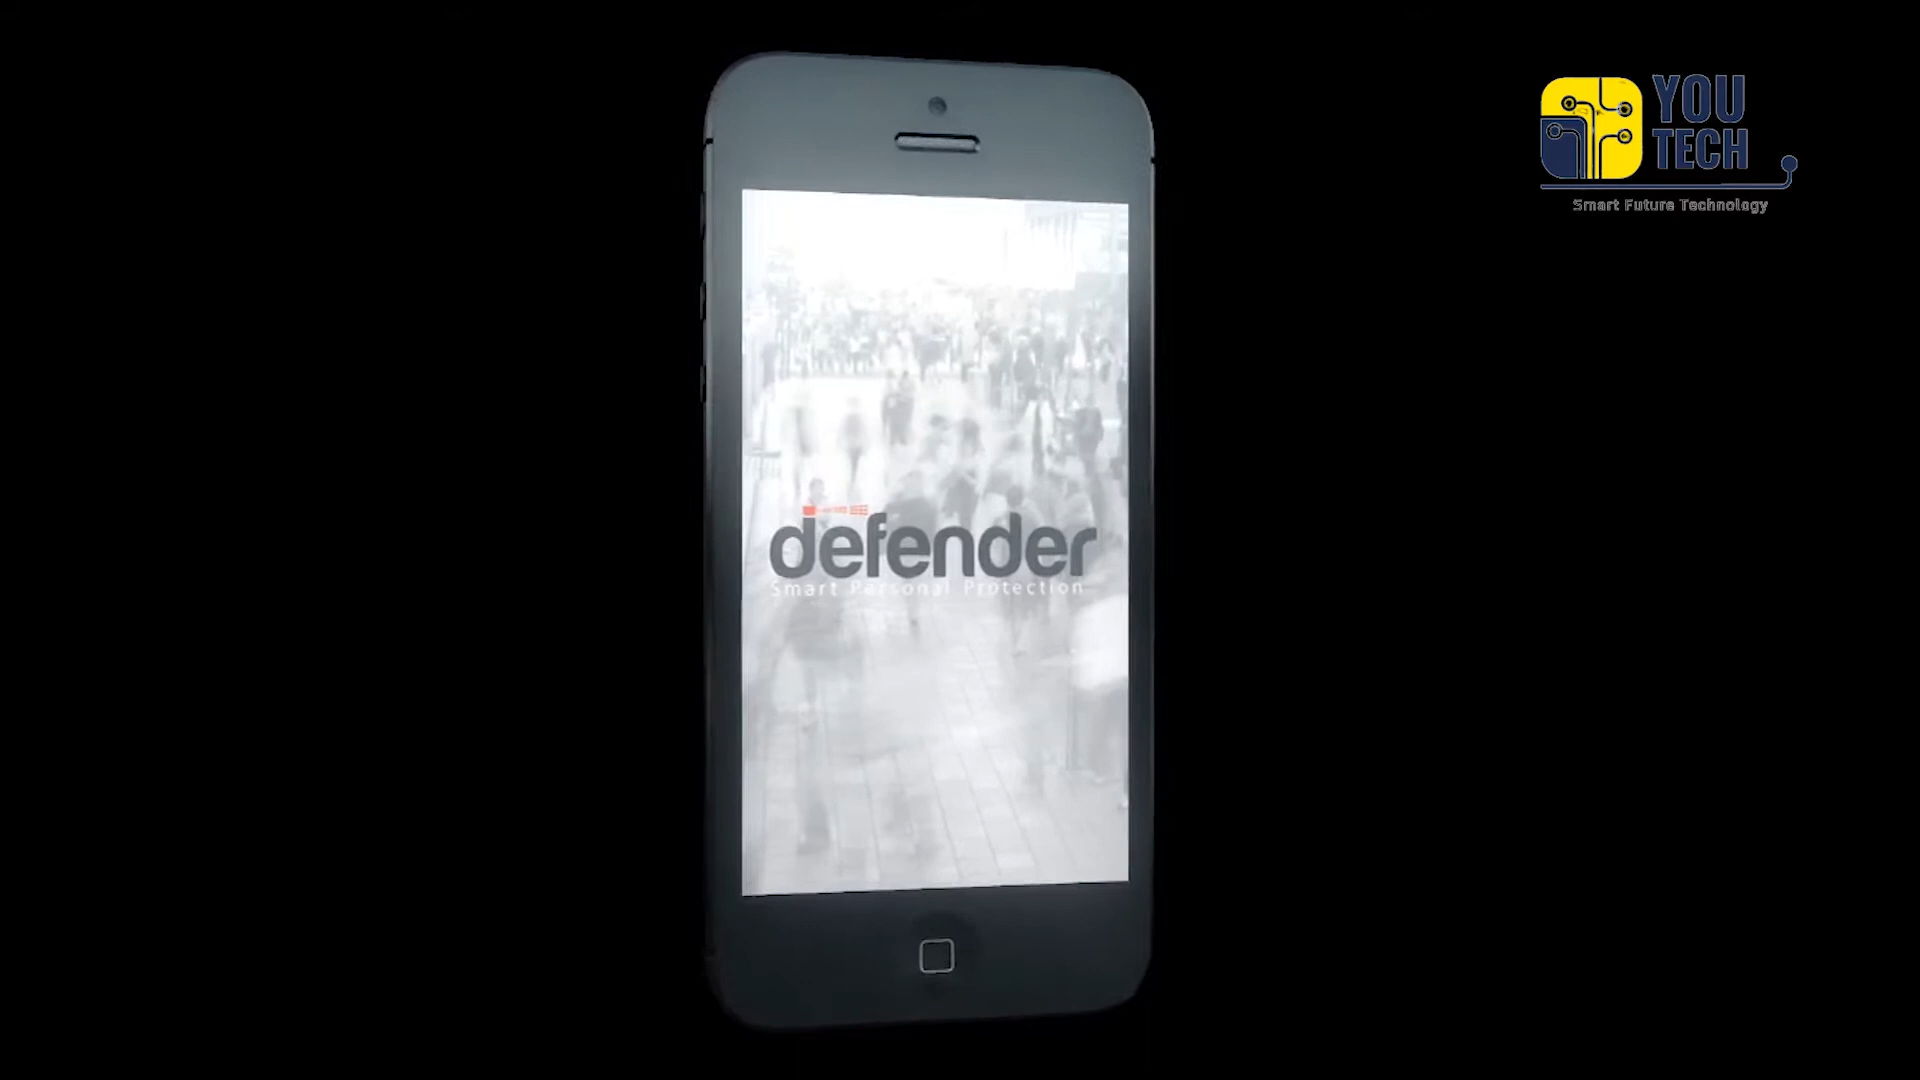 YOU
TECH
Smart Future Technology
defender
Smart Personal Protection